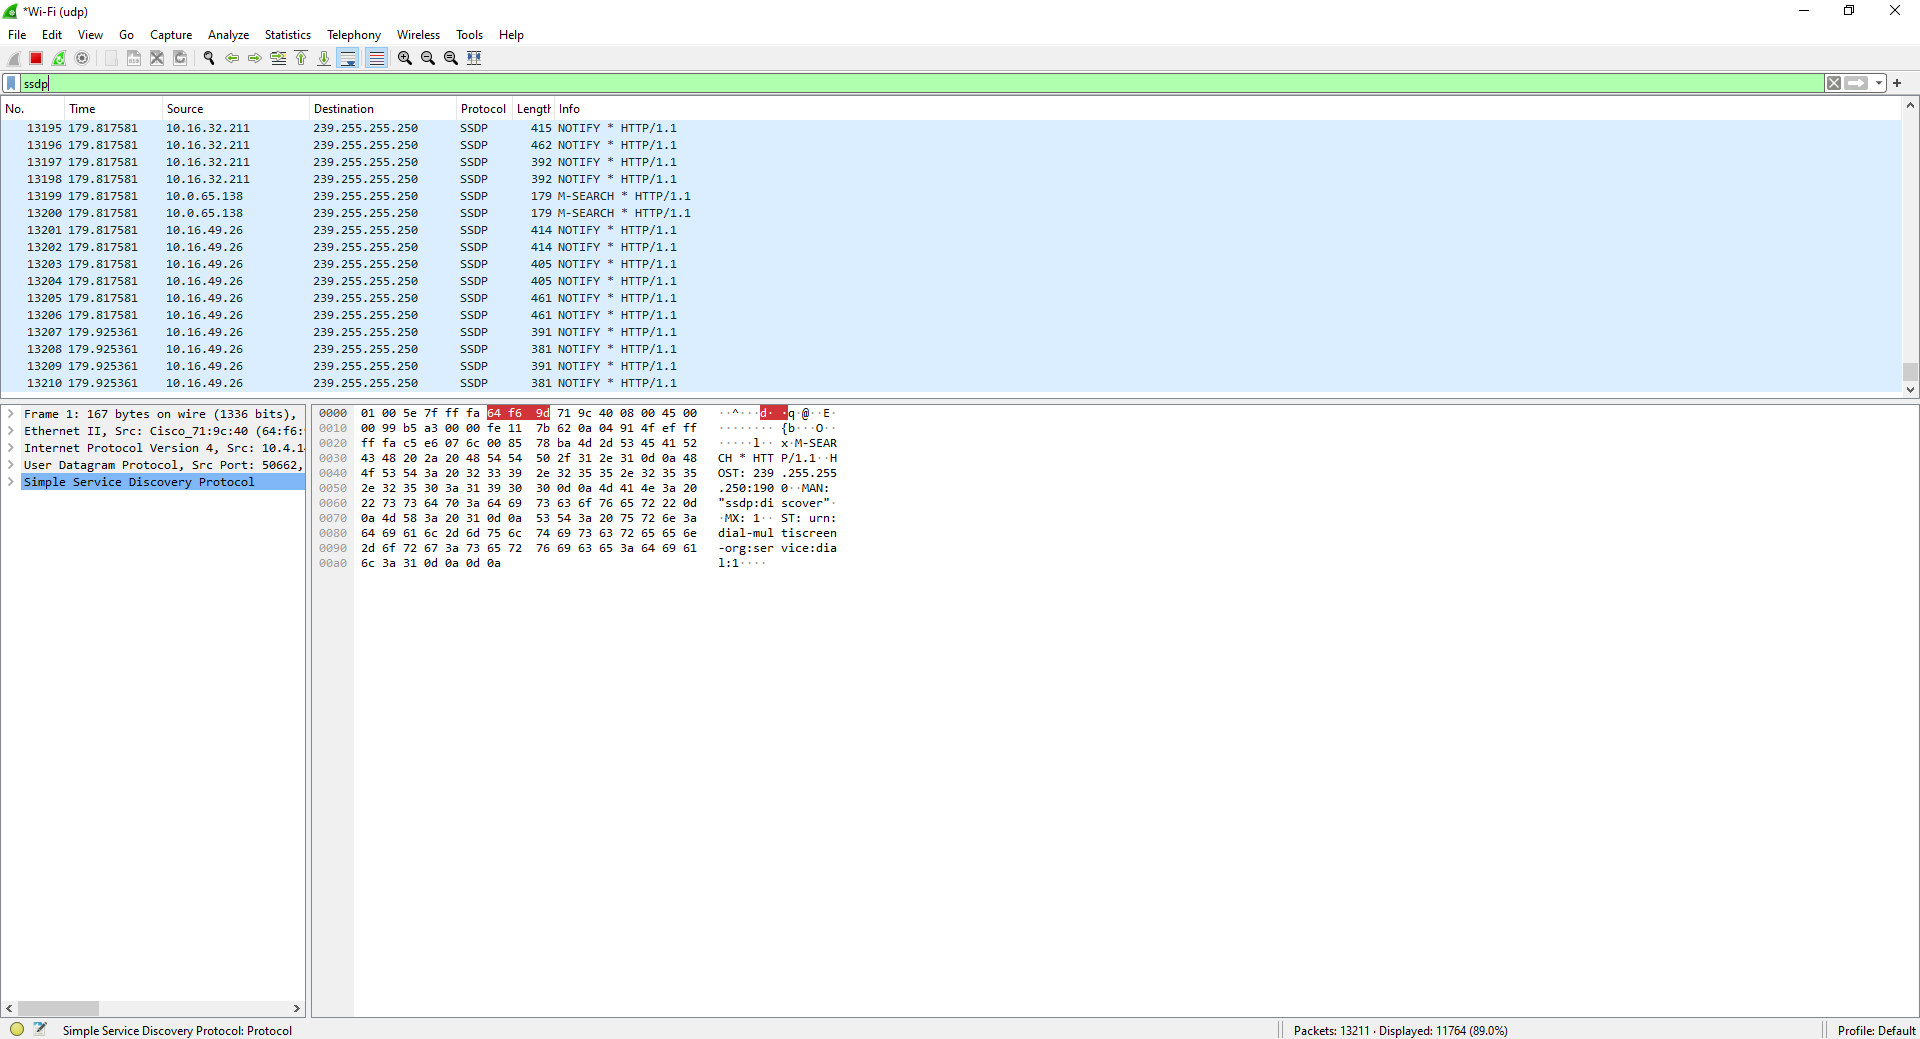 *Wi-Fi (udp)
File Edit View Go Capture Analyze Statistics Telephony Wireless Tools Help
ssdp
No. Time Source Destination Protocol Length Info
13195 179.817581 10.16.32.211 239.255.255.250 SSDP 415 NOTIFY * HTTP/1.1
13196 179.817581 10.16.32.211 239.255.255.250 SSDP 462 NOTIFY * HTTP/1.1
13197 179.817581 10.16.32.211 239.255.255.250 SSDP 392 NOTIFY * HTTP/1.1
13198 179.817581 10.16.32.211 239.255.255.250 SSDP 392 NOTIFY * HTTP/1.1
13199 179.817581 10.0.65.138 239.255.255.250 SSDP 179 M-SEARCH * HTTP/1.1
13200 179.817581 10.0.65.138 239.255.255.250 SSDP 179 M-SEARCH * HTTP/1.1
13201 179.817581 10.16.49.26 239.255.255.250 SSDP 414 NOTIFY * HTTP/1.1
13202 179.817581 10.16.49.26 239.255.255.250 SSDP 414 NOTIFY * HTTP/1.1
13203 179.817581 10.16.49.26 239.255.255.250 SSDP 405 NOTIFY * HTTP/1.1
13204 179.817581 10.16.49.26 239.255.255.250 SSDP 405 NOTIFY * HTTP/1.1
13205 179.817581 10.16.49.26 239.255.255.250 SSDP 461 NOTIFY * HTTP/1.1
13206 179.817581 10.16.49.26 239.255.255.250 SSDP 461 NOTIFY * HTTP/1.1
13207 179.925361 10.16.49.26 239.255.255.250 SSDP 391 NOTIFY * HTTP/1.1
13208 179.925361 10.16.49.26 239.255.255.250 SSDP 381 NOTIFY * HTTP/1.1
13209 179.925361 10.16.49.26 239.255.255.250 SSDP 391 NOTIFY * HTTP/1.1
13210 179.925361 10.16.49.26 239.255.255.250 SSDP 381 NOTIFY * HTTP/1.1
Frame 1: 167 bytes on wire (1336 bits),
Ethernet II, Src: Cisco_71:9c:40 (64:f6:
Internet Protocol Version 4, Src: 10.4.1
User Datagram Protocol, Src Port: 50662,
Simple Service Discovery Protocol
0000 01 00 5e 7f ff fa 64 f6 9d 71 9c 40 08 00 45 00 ··^···d· ·q·@··E·
0010 00 99 b5 a3 00 00 fe 11 7b 62 0a 04 91 4f ef ff ········ {b···O··
0020 ff fa c5 e6 07 6c 00 85 78 ba 4d 2d 53 45 41 52 ·····l·· x·M-SEAR
0030 43 48 20 2a 20 48 54 54 50 2f 31 2e 31 0d 0a 48 CH * HTT P/1.1··H
0040 4f 53 54 3a 20 32 33 39 2e 32 35 35 2e 32 35 35 OST: 239 .255.255
0050 2e 32 35 30 3a 31 39 30 30 0d 0a 4d 41 4e 3a 20 .250:190 0··MAN:
0060 22 73 73 64 70 3a 64 69 73 63 6f 76 65 72 22 0d "ssdp:di scover"·
0070 0a 4d 58 3a 20 31 0d 0a 53 54 3a 20 75 72 6e 3a ·MX: 1·· ST: urn:
0080 64 69 61 6c 2d 6d 75 6c 74 69 73 63 72 65 65 6e dial-mul tiscreen
0090 2d 6f 72 67 3a 73 65 72 76 69 63 65 3a 64 69 61 -org:ser vice:dia
00a0 6c 3a 31 0d 0a 0d 0a l:1····
Simple Service Discovery Protocol: Protocol
Packets: 13211 · Displayed: 11764 (89.0%)
Profile: Default